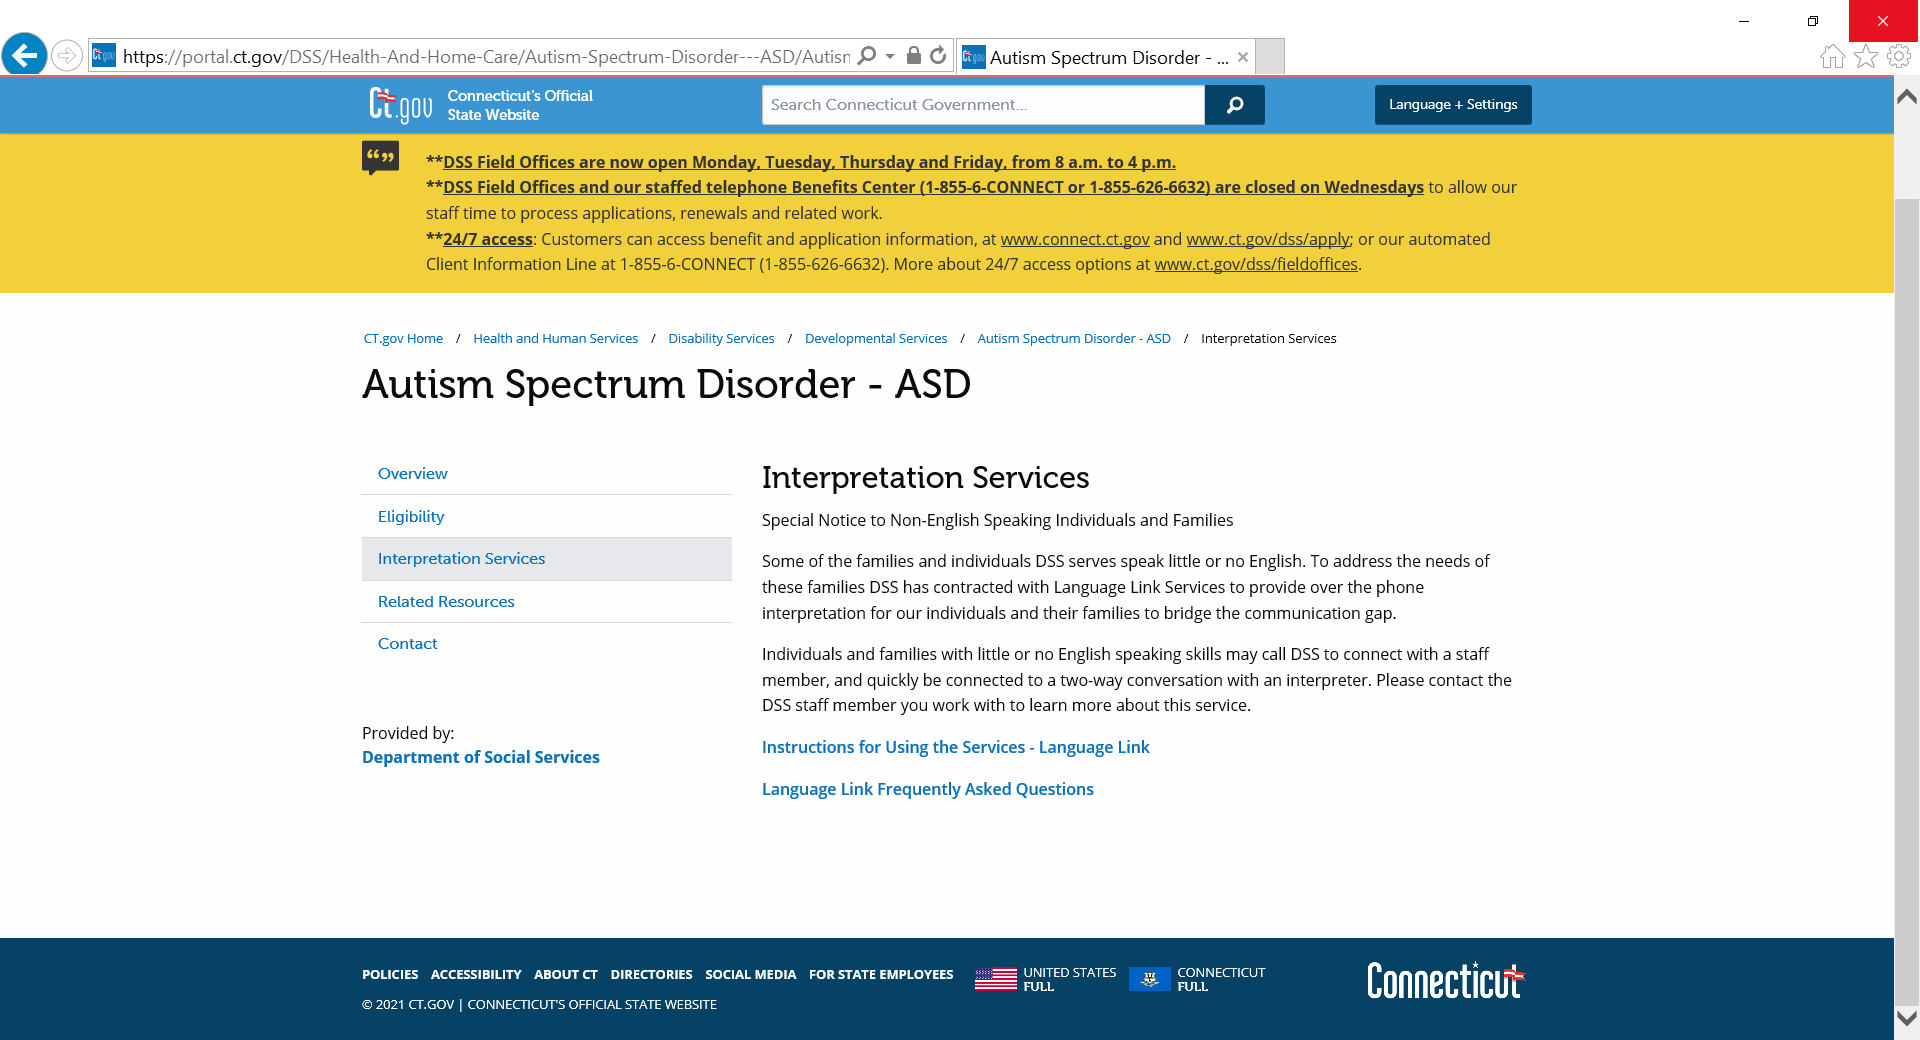 https://portal.ct.gov/DSS/Health-And-Home-Care/Autism-Spectrum-Disorder---ASD/Autisn
Autism Spectrum Disorder - ...
Ct.gov
Connecticut's Official
State Website
Search Connecticut Government...
Language + Settings
**DSS Field Offices are now open Monday, Tuesday, Thursday and Friday, from 8 a.m. to 4 p.m.
**DSS Field Offices and our staffed telephone Benefits Center (1-855-6-CONNECT or 1-855-626-6632) are closed on Wednesdays to allow our
staff time to process applications, renewals and related work.
**24/7 access: Customers can access benefit and application information, at www.connect.ct.gov and www.ct.gov/dss/apply; or our automated
Client Information Line at 1-855-6-CONNECT (1-855-626-6632). More about 24/7 access options at www.ct.gov/dss/fieldoffices.
CT.gov Home / Health and Human Services / Disability Services / Developmental Services / Autism Spectrum Disorder - ASD / Interpretation Services
Autism Spectrum Disorder - ASD
Overview
Eligibility
Interpretation Services
Related Resources
Contact
Provided by:
Department of Social Services
Interpretation Services
Special Notice to Non-English Speaking Individuals and Families
Some of the families and individuals DSS serves speak little or no English. To address the needs of
these families DSS has contracted with Language Link Services to provide over the phone
interpretation for our individuals and their families to bridge the communication gap.
Individuals and families with little or no English speaking skills may call DSS to connect with a staff
member, and quickly be connected to a two-way conversation with an interpreter. Please contact the
DSS staff member you work with to learn more about this service.
Instructions for Using the Services - Language Link
Language Link Frequently Asked Questions
POLICIES ACCESSIBILITY ABOUT CT DIRECTORIES SOCIAL MEDIA FOR STATE EMPLOYEES
UNITED STATES
FULL
CONNECTICUT
FULL
Connecticut
© 2021 CT.GOV | CONNECTICUT'S OFFICIAL STATE WEBSITE